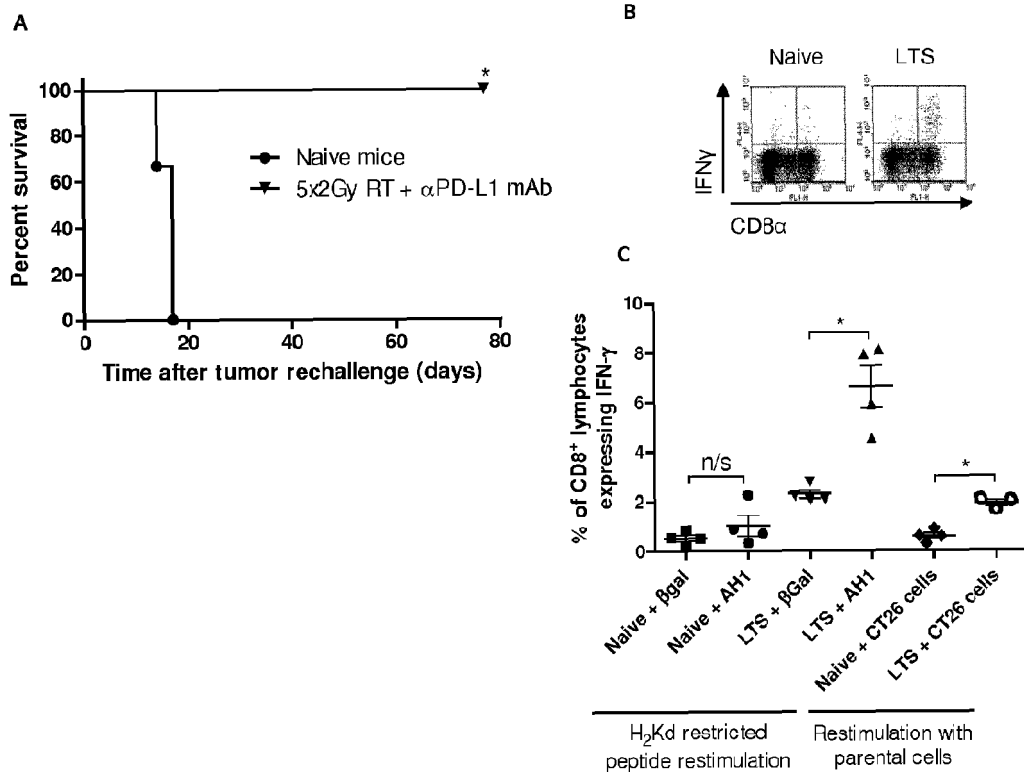 A
Percent survival
100
80
60
40
20
0
0 20 40 60 80
Time after tumor rechallenge (days)
*
Naive mice
5x2Gy RT + αPD-L1 mAb
B
Naive LTS
IFNγ
CD8α
FL1-H FL1-H
C
% of CD8⁺ lymphocytes
expressing IFN-γ
10
8
6
4
2
0
n/s
*
*
Naive + βgal
Naive + AH1
LTS + βGal
LTS + AH1
Naive + CT26 cells
LTS + CT26 cells
H₂Kd restricted
peptide restimulation
Restimulation with
parental cells